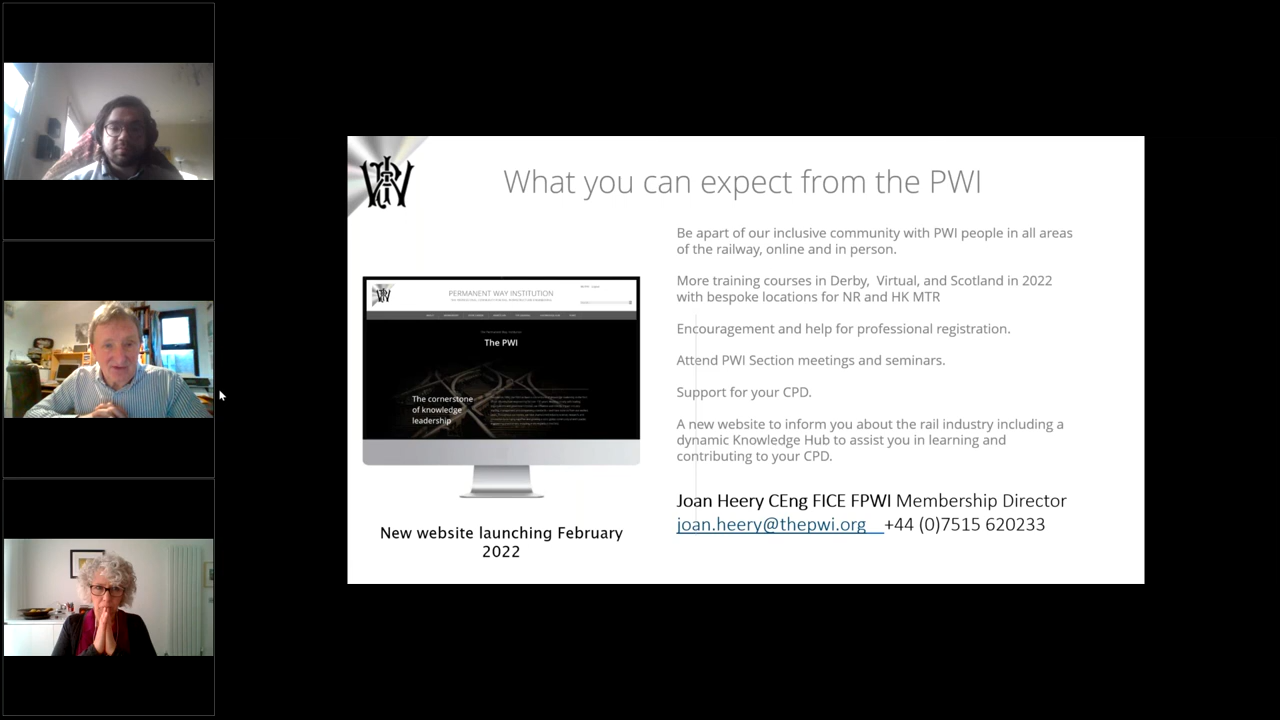 What you can expect from the PWI
Be apart of our inclusive community with PWI people in all areas
of the railway, online and in person.
More training courses in Derby, Virtual, and Scotland in 2022
with bespoke locations for NR and HK MTR
Encouragement and help for professional registration.
Attend PWI Section meetings and seminars.
Support for your CPD.
A new website to inform you about the rail industry including a
dynamic Knowledge Hub to assist you in learning and
contributing to your CPD.
Joan Heery CEng FICE FPWI Membership Director
joan.heery@thepwi.org +44 (0)7515 620233
PERMANENT WAY INSTITUTION
The PWI
The cornerstone
of knowledge
leadership
New website launching February
2022